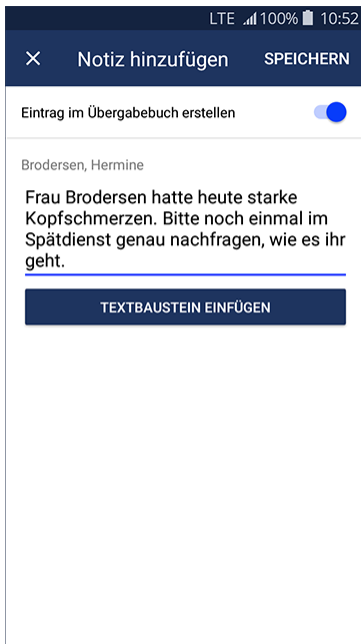 LTE 100% 10:52
Notiz hinzufügen SPEICHERN
Eintrag im Übergabebuch erstellen
Brodersen, Hermine
Frau Brodersen hatte heute starke
Kopfschmerzen. Bitte noch einmal im
Spätdienst genau nachfragen, wie es ihr
geht.
TEXTBAUSTEIN EINFÜGEN